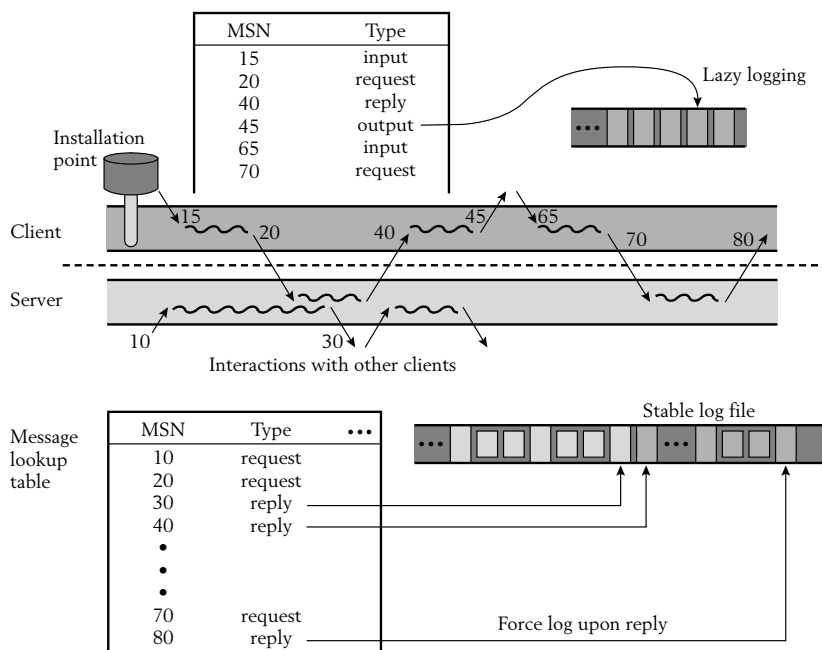 MSN Type
15 input
20 request
40 reply
45 output
65 input
70 request
Lazy logging
•••
Installation
point
Client
15
20
40
45
65
70
80
Server
10
30
Interactions with other clients
Message
lookup
table
MSN Type •••
10 request
20 request
30 reply
40 reply
•
•
•
70 request
80 reply
Stable log file
••• •••
Force log upon reply